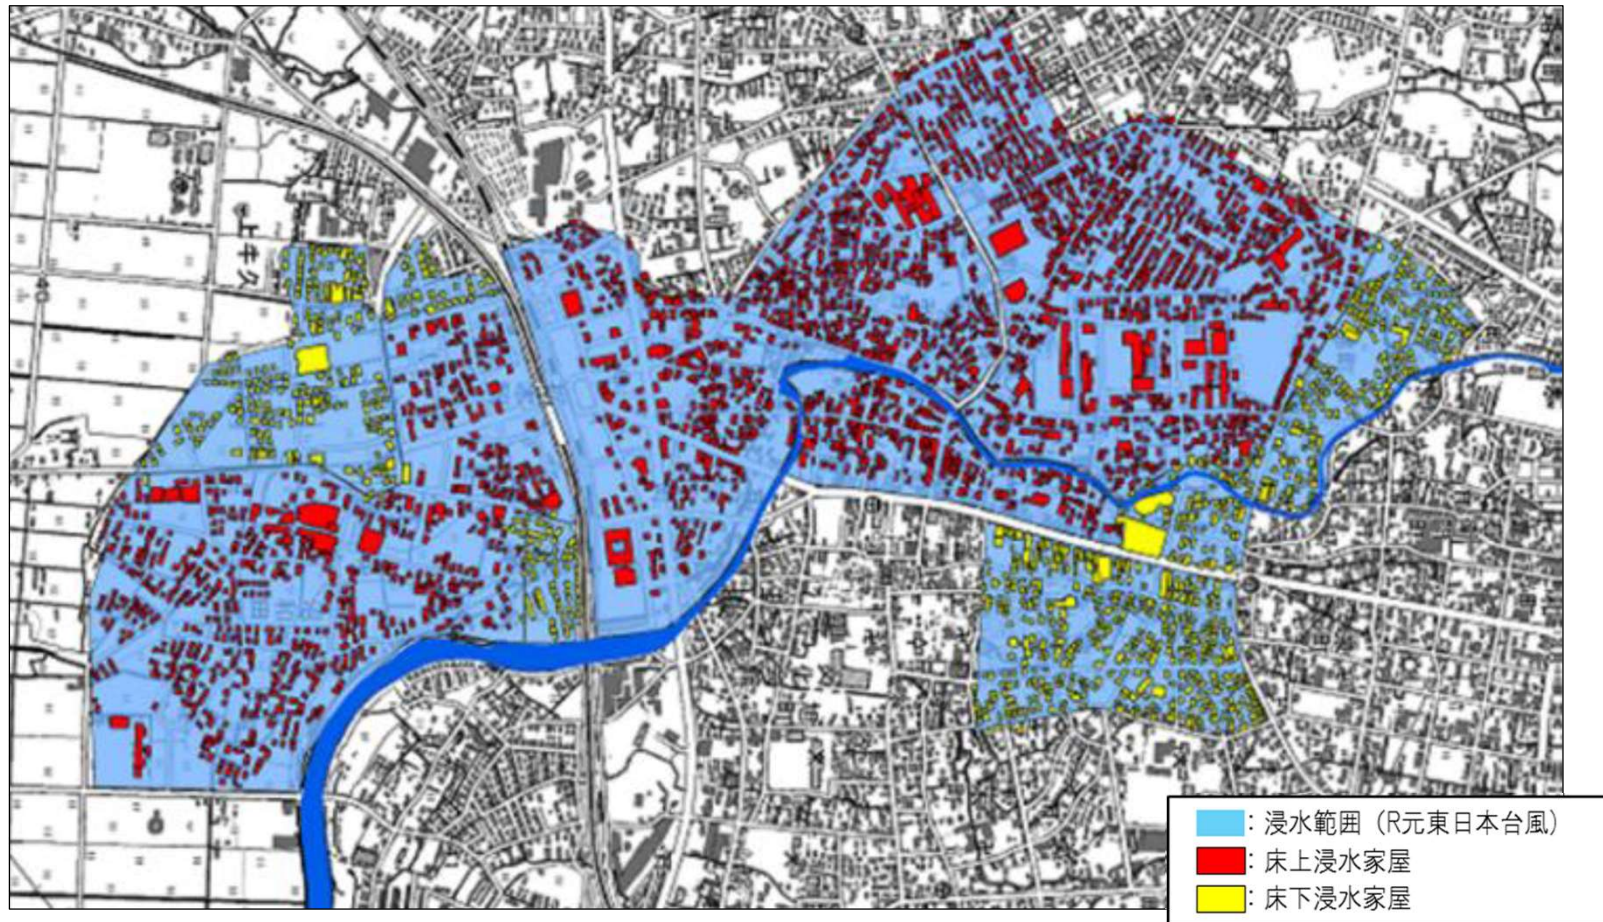 上牛久
：浸水範囲（R元東日本台風）
：床上浸水家屋
：床下浸水家屋